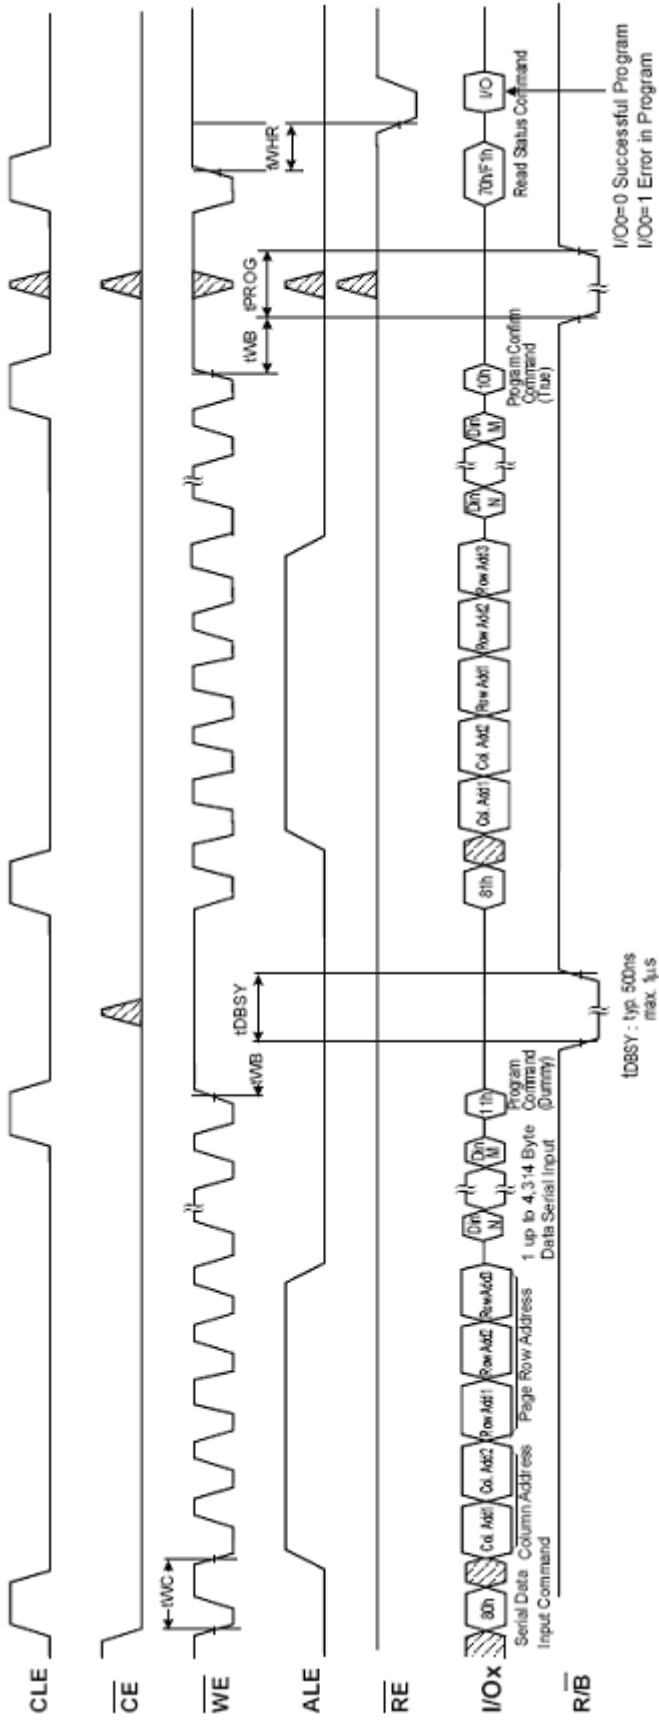 CLE
CE
WE
tWC
tWB
tDBSY
tWB
tPROG
tWHR
ALE
RE
I/Ox
80h
Col. Add1
Col. Add2
Row Add1
Row Add2
Row Add3
Din
N
Din
M
11h
81h
Col. Add1
Col. Add2
Row Add1
Row Add2
Row Add3
Din
N
Din
M
10h
70h/F1h
I/O
Serial Data
Input Command
Column Address
Page Row Address
1 up to 4,314 Byte
Data Serial Input
Program
Command
(Dummy)
Program Confirm
Command
(True)
Read Status Command
R/B
tDBSY : typ. 500ns
max. 1μs
I/O0=0 Successful Program
I/O0=1 Error in Program